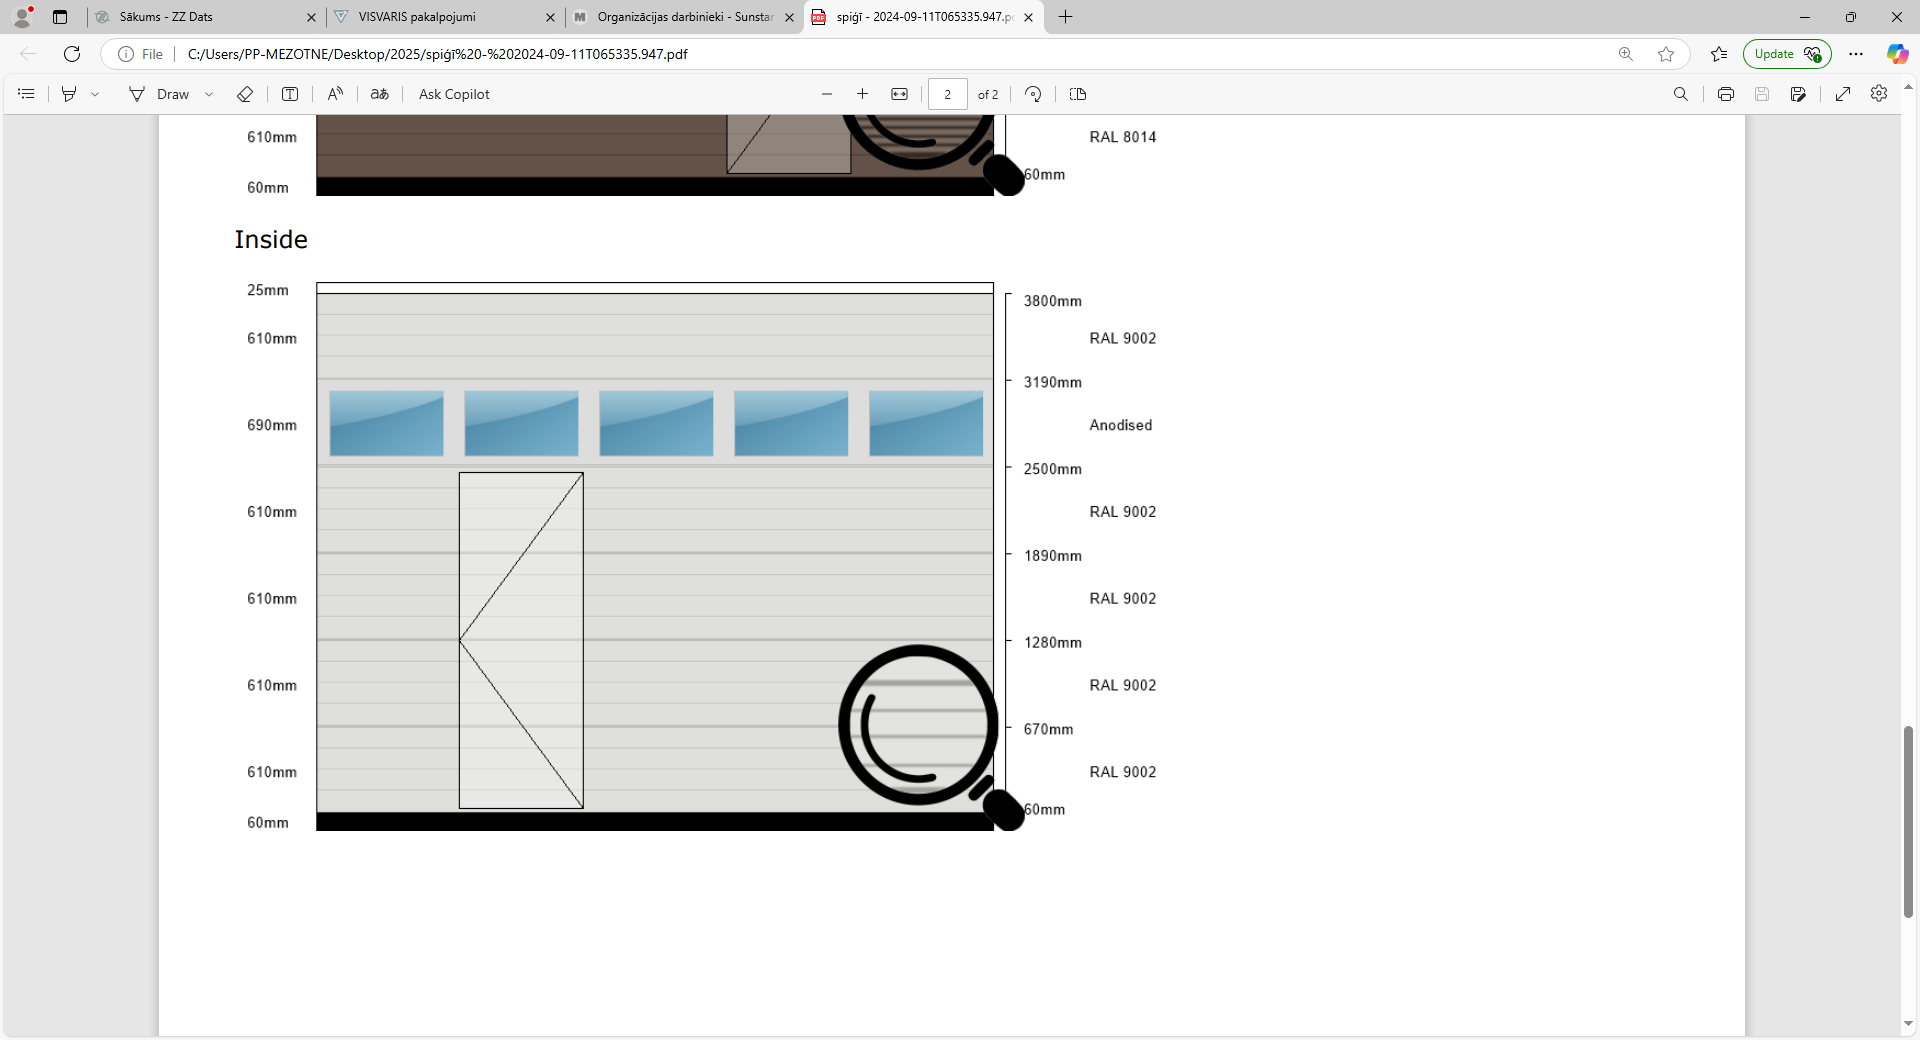 Sākums - ZZ Dats
VISVARIS pakalpojumi
Organizācijas darbinieki - Sunstar
spiģī - 2024-09-11T065335.947.pdf
File
C:/Users/PP-MEZOTNE/Desktop/2025/spiģī%20-%202024-09-11T065335.947.pdf
Update
Draw
Ask Copilot
2
of 2
610mm
RAL 8014
60mm
60mm
Inside
25mm
3800mm
610mm
RAL 9002
3190mm
690mm
Anodised
2500mm
610mm
RAL 9002
1890mm
610mm
RAL 9002
1280mm
610mm
RAL 9002
670mm
610mm
RAL 9002
60mm
60mm